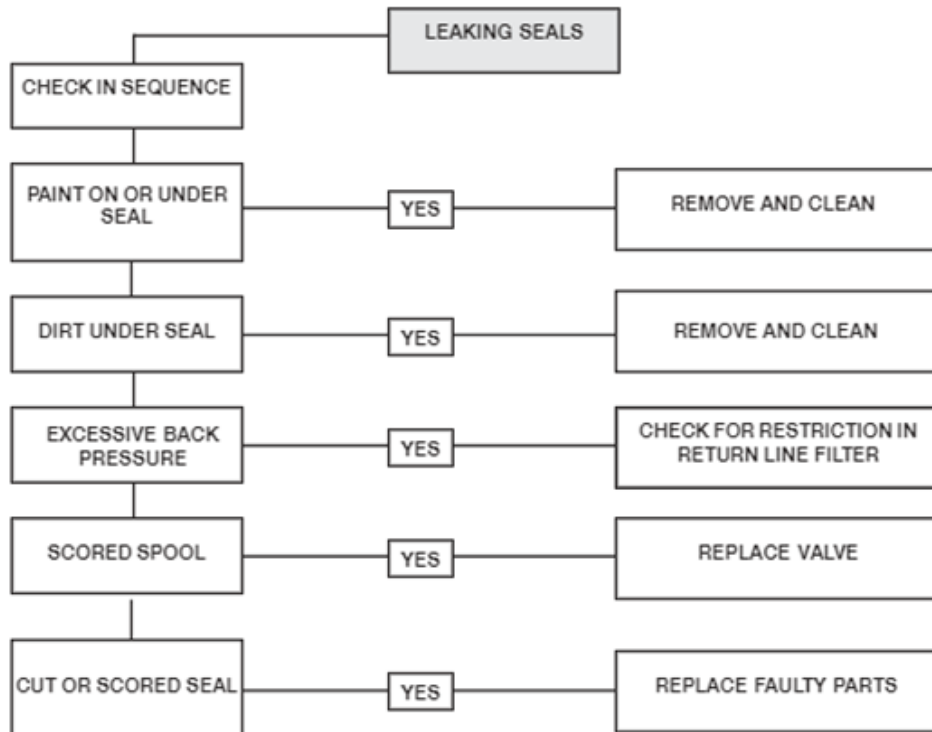 LEAKING SEALS
CHECK IN SEQUENCE
PAINT ON OR UNDER
SEAL
YES
REMOVE AND CLEAN
DIRT UNDER SEAL
YES
REMOVE AND CLEAN
EXCESSIVE BACK
PRESSURE
YES
CHECK FOR RESTRICTION IN
RETURN LINE FILTER
SCORED SPOOL
YES
REPLACE VALVE
CUT OR SCORED SEAL
YES
REPLACE FAULTY PARTS